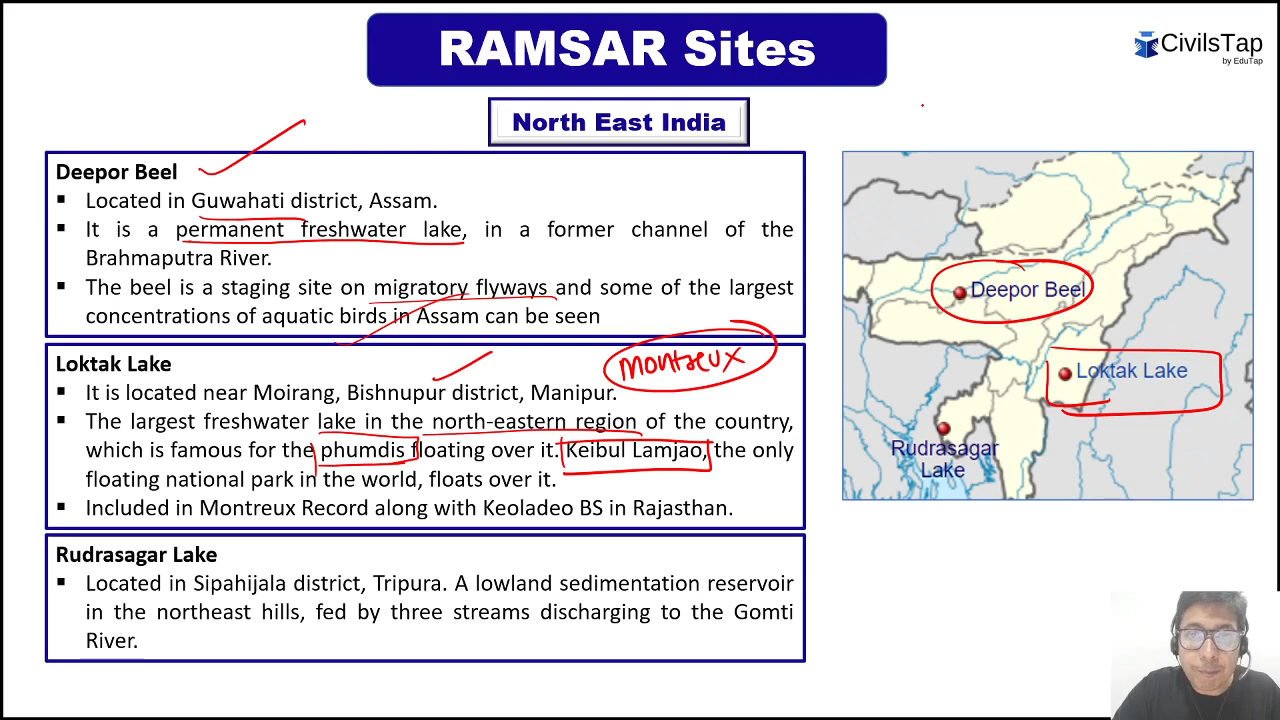 RAMSAR Sites
CivilsTap
by EduTap
North East India
Deepor Beel
▪ Located in Guwahati district, Assam.
▪ It is a permanent freshwater lake, in a former channel of the
Brahmaputra River.
▪ The beel is a staging site on migratory flyways and some of the largest
concentrations of aquatic birds in Assam can be seen
Loktak Lake
montreux
▪ It is located near Moirang, Bishnupur district, Manipur.
▪ The largest freshwater lake in the north-eastern region of the country,
which is famous for the phumdis floating over it. Keibul Lamjao, the only
floating national park in the world, floats over it.
▪ Included in Montreux Record along with Keoladeo BS in Rajasthan.
Rudrasagar Lake
▪ Located in Sipahijala district, Tripura. A lowland sedimentation reservoir
in the northeast hills, fed by three streams discharging to the Gomti
River.
Deepor Beel
Loktak Lake
Rudrasagar
Lake